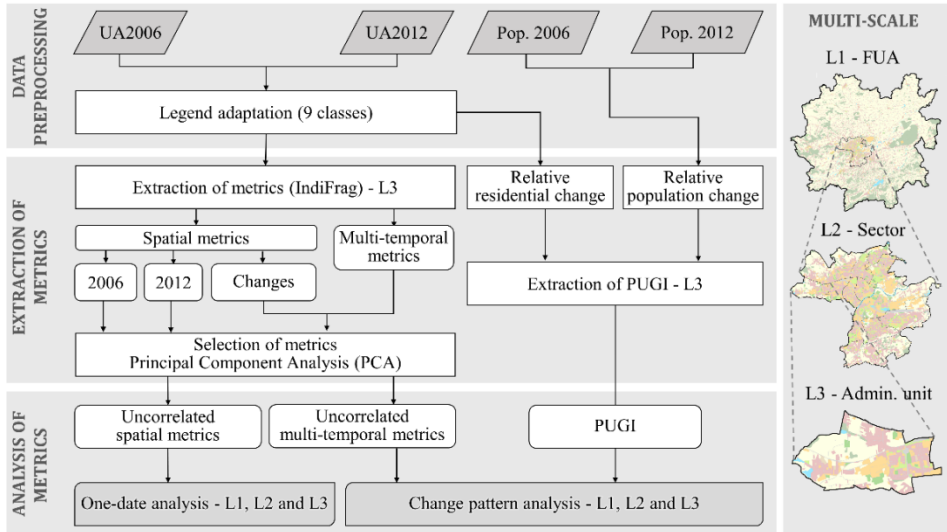 DATA
PREPROCESSING
UA2006
UA2012
Pop. 2006
Pop. 2012
Legend adaptation (9 classes)
EXTRACTION OF
METRICS
Extraction of metrics (IndiFrag) - L3
Relative
residential change
Relative
population change
Spatial metrics
Multi-temporal
metrics
2006
2012
Changes
Extraction of PUGI - L3
Selection of metrics
Principal Component Analysis (PCA)
ANALYSIS OF
METRICS
Uncorrelated
spatial metrics
Uncorrelated
multi-temporal metrics
PUGI
One-date analysis - L1, L2 and L3
Change pattern analysis - L1, L2 and L3
MULTI-SCALE
L1 - FUA
L2 - Sector
L3 - Admin. unit